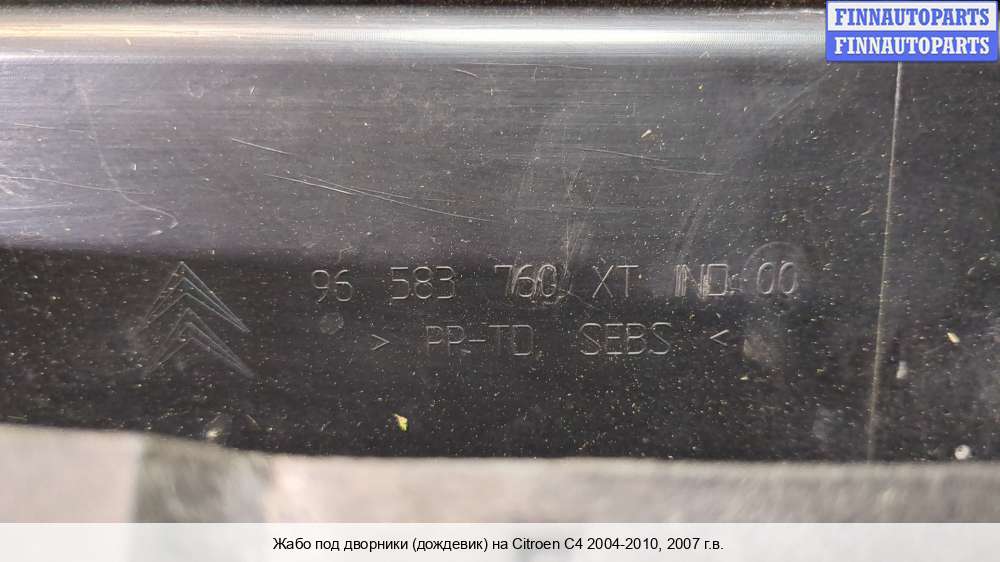 FINNAUTOPARTS
FINNAUTOPARTS
96 583 760 XT IND 00
> PP-TD SEBS <
Жабо под дворники (дождевик) на Citroen C4 2004-2010, 2007 г.в.